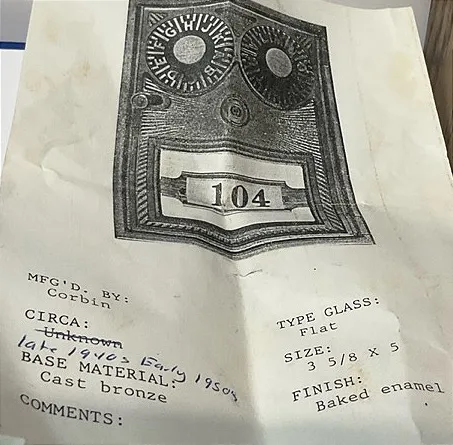 104
MFG'D. BY:
Corbin
CIRCA:
Unknown
late 1940s Early 1950s
BASE MATERIAL:
Cast bronze
COMMENTS:
TYPE GLASS:
Flat
SIZE:
3 5/8 X 5
FINISH:
Baked enamel